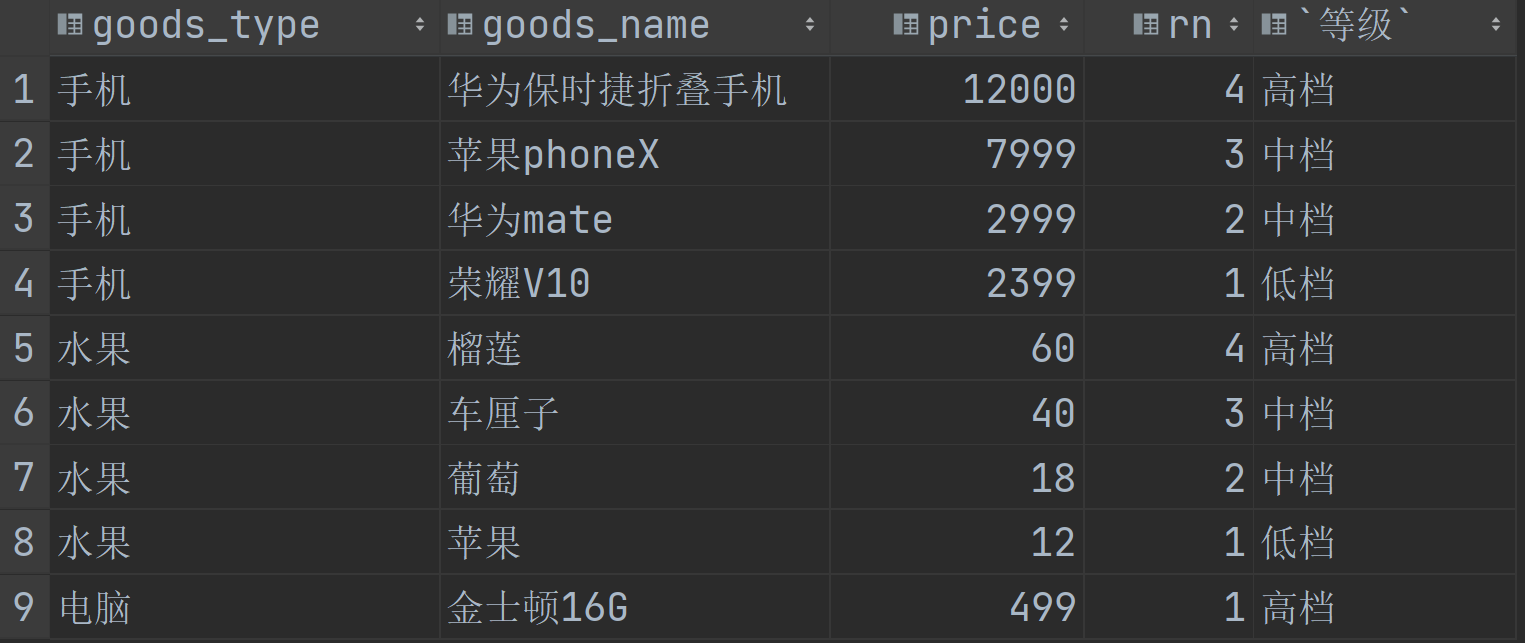 goods_type goods_name price rn `等级`
1 手机 华为保时捷折叠手机 12000 4 高档
2 手机 苹果phoneX 7999 3 中档
3 手机 华为mate 2999 2 中档
4 手机 荣耀V10 2399 1 低档
5 水果 榴莲 60 4 高档
6 水果 车厘子 40 3 中档
7 水果 葡萄 18 2 中档
8 水果 苹果 12 1 低档
9 电脑 金士顿16G 499 1 高档